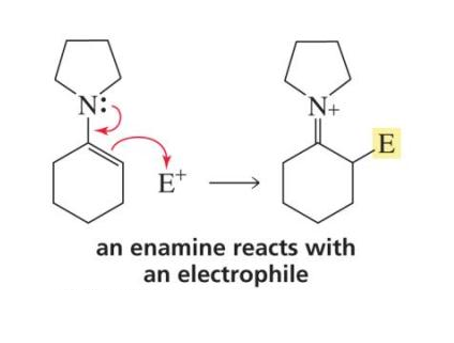 N: N+
E
E+
an enamine reacts with
an electrophile